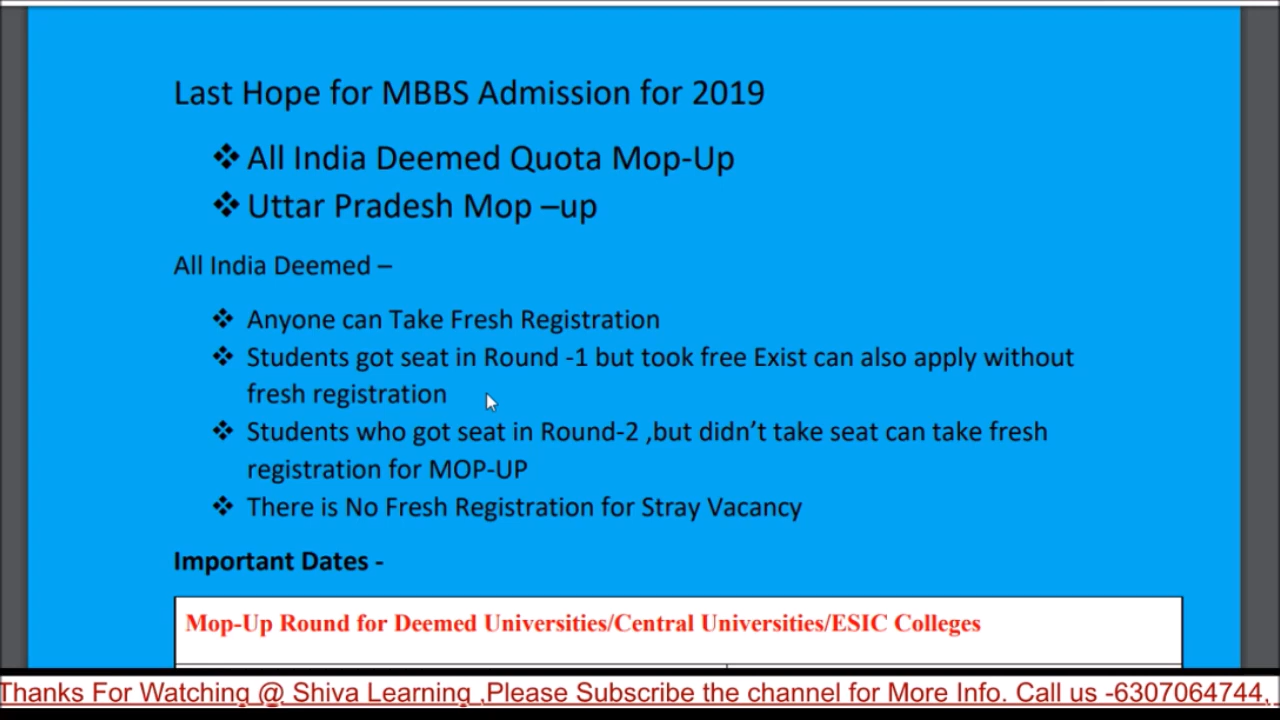 Last Hope for MBBS Admission for 2019
❖ All India Deemed Quota Mop-Up
❖ Uttar Pradesh Mop –up
All India Deemed –
❖ Anyone can Take Fresh Registration
❖ Students got seat in Round -1 but took free Exist can also apply without
fresh registration
❖ Students who got seat in Round-2 ,but didn’t take seat can take fresh
registration for MOP-UP
❖ There is No Fresh Registration for Stray Vacancy
Important Dates -
Mop-Up Round for Deemed Universities/Central Universities/ESIC Colleges
Thanks For Watching @ Shiva Learning ,Please Subscribe the channel for More Info. Call us -6307064744,